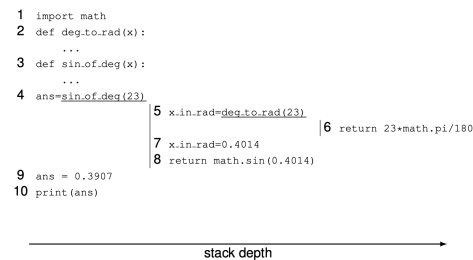 1 import math
2 def deg_to_rad(x):
...
3 def sin_of_deg(x):
...
4 ans=sin_of_deg(23)
5 x_in_rad=deg_to_rad(23)
6 return 23*math.pi/180
7 x_in_rad=0.4014
8 return math.sin(0.4014)
9 ans = 0.3907
10 print(ans)
stack depth